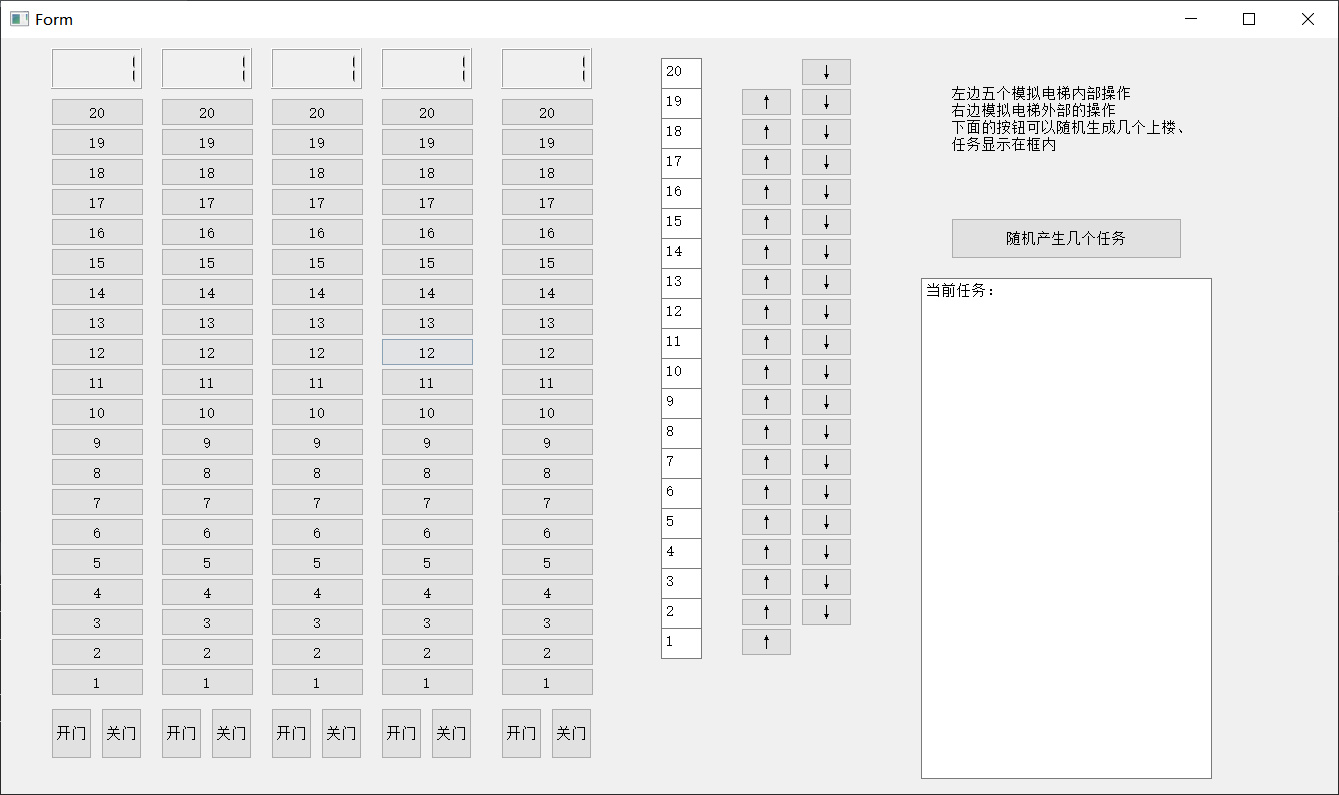 Form
1 1 1 1 1
20 ↓
20 20 20 20 20
19 ↑ ↓
19 19 19 19 19
18 ↑ ↓
18 18 18 18 18
17 ↑ ↓
17 17 17 17 17
16 ↑ ↓
16 16 16 16 16
15 ↑ ↓
15 15 15 15 15
14 ↑ ↓
14 14 14 14 14
13 ↑ ↓
13 13 13 13 13
12 ↑ ↓
12 12 12 12 12
11 ↑ ↓
11 11 11 11 11
10 ↑ ↓
10 10 10 10 10
9 ↑ ↓
9 9 9 9 9
8 ↑ ↓
8 8 8 8 8
7 ↑ ↓
7 7 7 7 7
6 ↑ ↓
6 6 6 6 6
5 ↑ ↓
5 5 5 5 5
4 ↑ ↓
4 4 4 4 4
3 ↑ ↓
3 3 3 3 3
2 ↑ ↓
2 2 2 2 2
1 ↑
1 1 1 1 1
开门 关门 开门 关门 开门 关门 开门 关门 开门 关门
左边五个模拟电梯内部操作
右边模拟电梯外部的操作
下面的按钮可以随机生成几个上楼、
任务显示在框内
随机产生几个任务
当前任务：